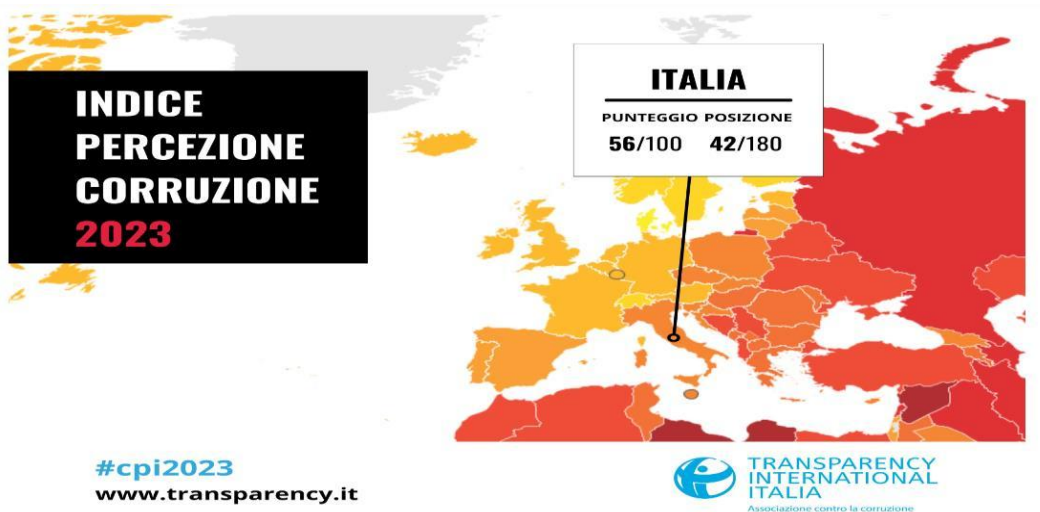 INDICE
PERCEZIONE
CORRUZIONE
2023
ITALIA
PUNTEGGIO POSIZIONE
56/100 42/180
#cpi2023
www.transparency.it
TRANSPARENCY
INTERNATIONAL
ITALIA
Associazione contro la corruzione